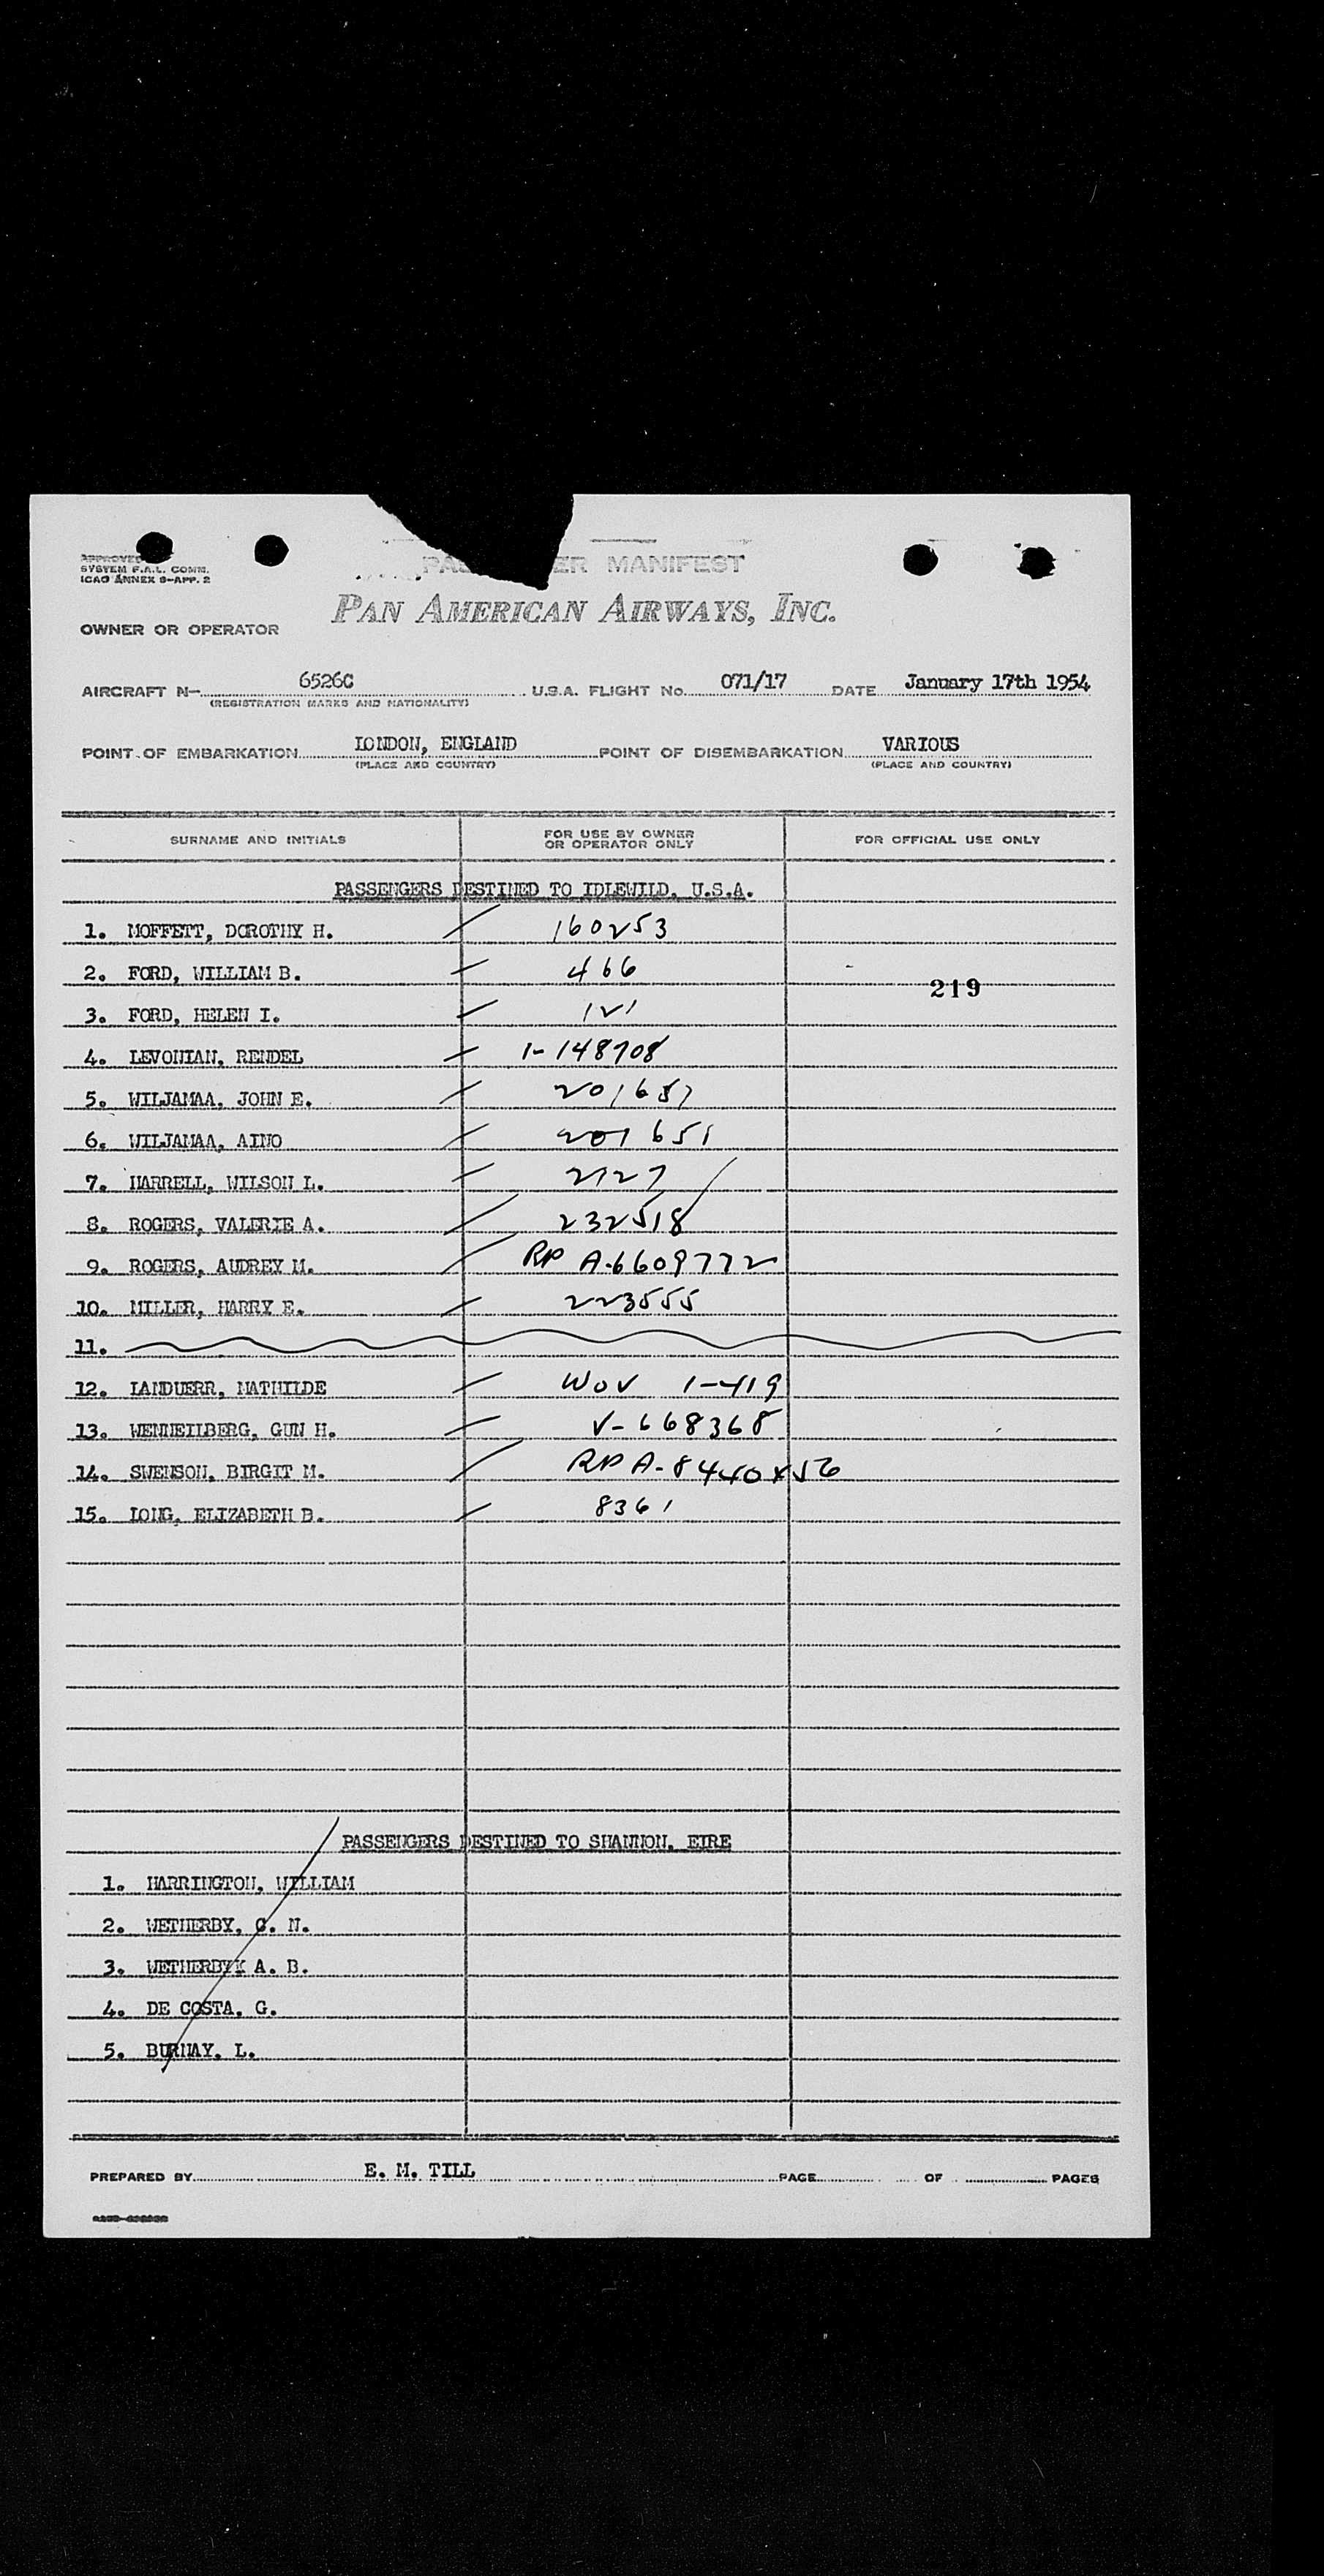 APPROVED
SYSTEM F.A.L. COMM.
ICAO ANNEX 9-APP. 2
MANIFEST
PAN AMERICAN AIRWAYS, INC.
OWNER OR OPERATOR
AIRCRAFT N- 6526C U.S.A. FLIGHT No. 071/17 DATE January 17th 1954
(REGISTRATION MARKS AND NATIONALITY)
POINT OF EMBARKATION LONDON, ENGLAND POINT OF DISEMBARKATION VARIOUS
(PLACE AND COUNTRY) (PLACE AND COUNTRY)
SURNAME AND INITIALS FOR USE BY OWNER OR OPERATOR ONLY FOR OFFICIAL USE ONLY
PASSENGERS DESTINED TO IDLEWILD, U.S.A.
1. MOFFETT, DOROTHY H. 160253
2. FORD, WILLIAM B. 466
219
3. FORD, HELEN I. 121
4. LEVONIAN, RENDEL 1-148708
5. WILJAMAA, JOHN E. 201651
6. WILJAMAA, AINO 201651
7. HARRELL, WILSON L. 2127
8. ROGERS, VALERIE A. 232518
9. ROGERS, AUDREY M. RP A-6609772
10. MILLER, HARRY E. 223555
11.
12. LANDUERR, MATHILDE WOV 1-419
13. WENNEILBERG, GUN H. V-668368
14. SWENSON, BIRGIT M. RP A-8440456
15. LONG, ELIZABETH B. 8361
PASSENGERS DESTINED TO SHANNON, EIRE
1. HARRINGTON, WILLIAM
2. WETHERBY, G. N.
3. WETHERBYK A. B.
4. DE COSTA, G.
5. BURNAY, L.
PREPARED BY E. M. TILL PAGE OF PAGES